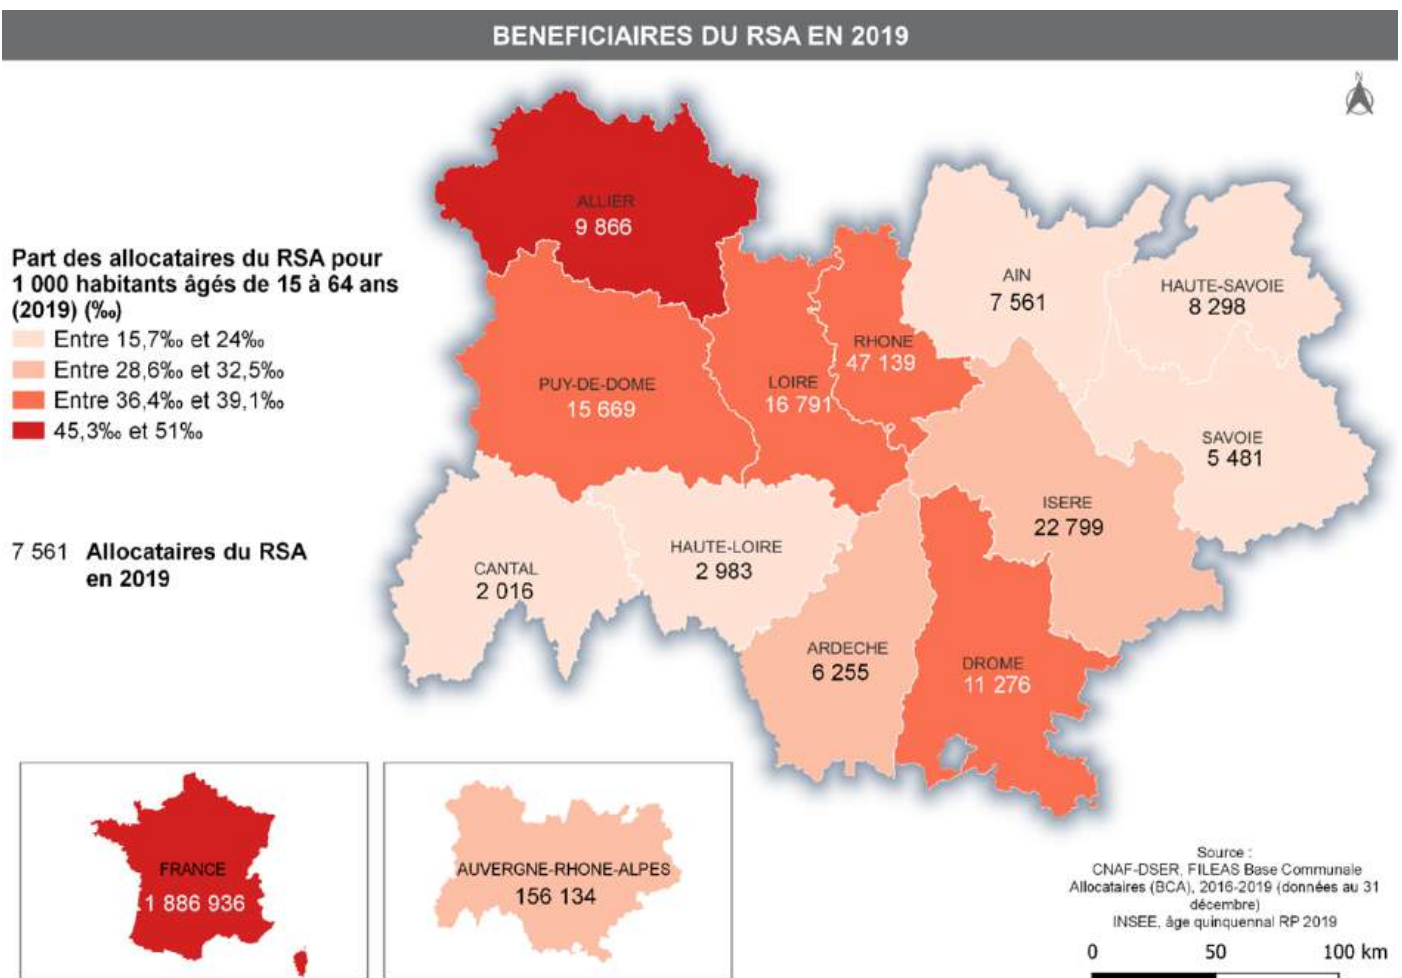 BENEFICIAIRES DU RSA EN 2019
N
Part des allocataires du RSA pour
1 000 habitants âgés de 15 à 64 ans
(2019) (‰)
Entre 15,7‰ et 24‰
Entre 28,6‰ et 32,5‰
Entre 36,4‰ et 39,1‰
45,3‰ et 51‰
7 561 Allocataires du RSA
en 2019
ALLIER
9 866
AIN
7 561
HAUTE-SAVOIE
8 298
RHONE
47 139
PUY-DE-DOME
15 669
LOIRE
16 791
SAVOIE
5 481
ISERE
22 799
HAUTE-LOIRE
2 983
CANTAL
2 016
ARDECHE
6 255
DROME
11 276
FRANCE
1 886 936
AUVERGNE-RHONE-ALPES
156 134
Source :
CNAF-DSER, FILEAS Base Communale
Allocataires (BCA), 2016-2019 (données au 31
décembre)
INSEE, âge quinquennal RP 2019
0 50 100 km